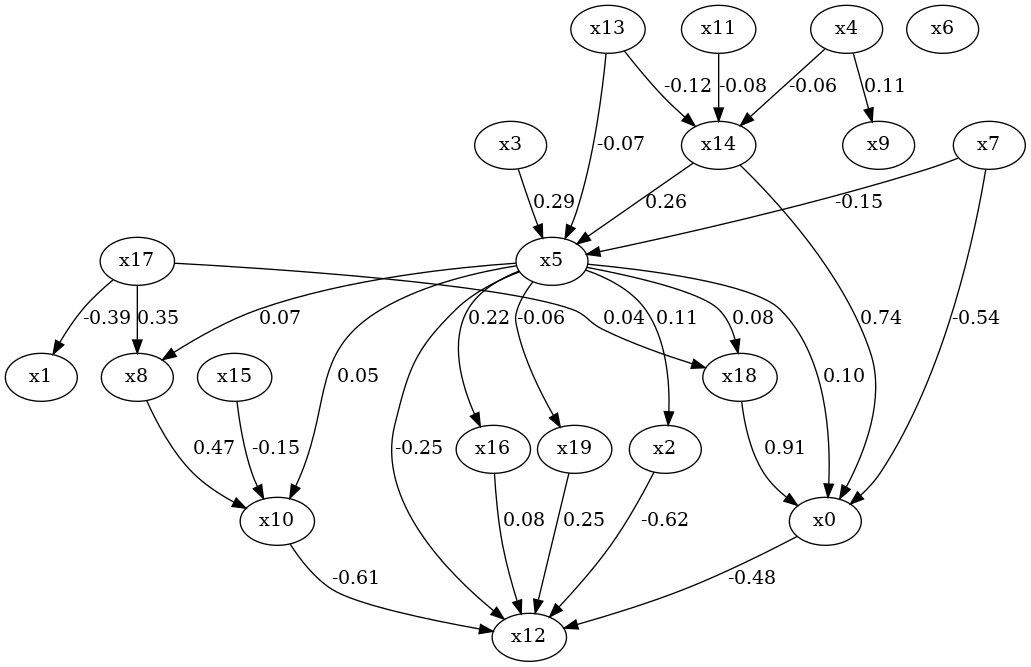 x13 x11 x4 x6
-0.12 -0.08 -0.06 0.11
x3 -0.07 x14 x9 x7
0.29 0.26 -0.15
x17 x5
-0.39 0.35 0.07 0.22 -0.06 0.04 0.11 0.08 0.74 -0.54
x1 x8 x15 0.05 x18 0.10
0.47 -0.15 -0.25 x16 x19 x2 0.91
x10 0.08 0.25 -0.62 x0
-0.61 -0.48
x12